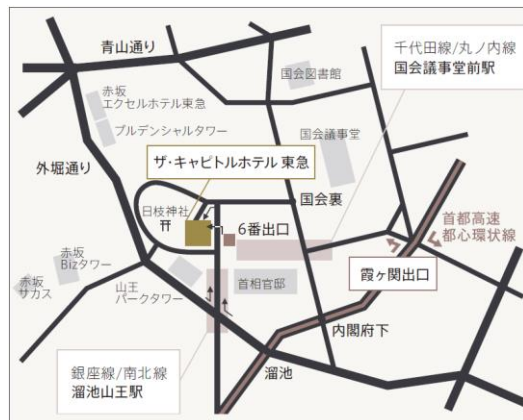 青山通り
千代田線/丸ノ内線
国会議事堂前駅
国会図書館
赤坂
エクセルホテル東急
プルデンシャルタワー
国会議事堂
外堀通り
ザ・キャピトルホテル 東急
日枝神社
国会裏
6番出口
首都高速
都心環状線
赤坂
Bizタワー
赤坂
サカス
山王
パークタワー
首相官邸
霞ヶ関出口
内閣府下
銀座線/南北線
溜池山王駅
溜池